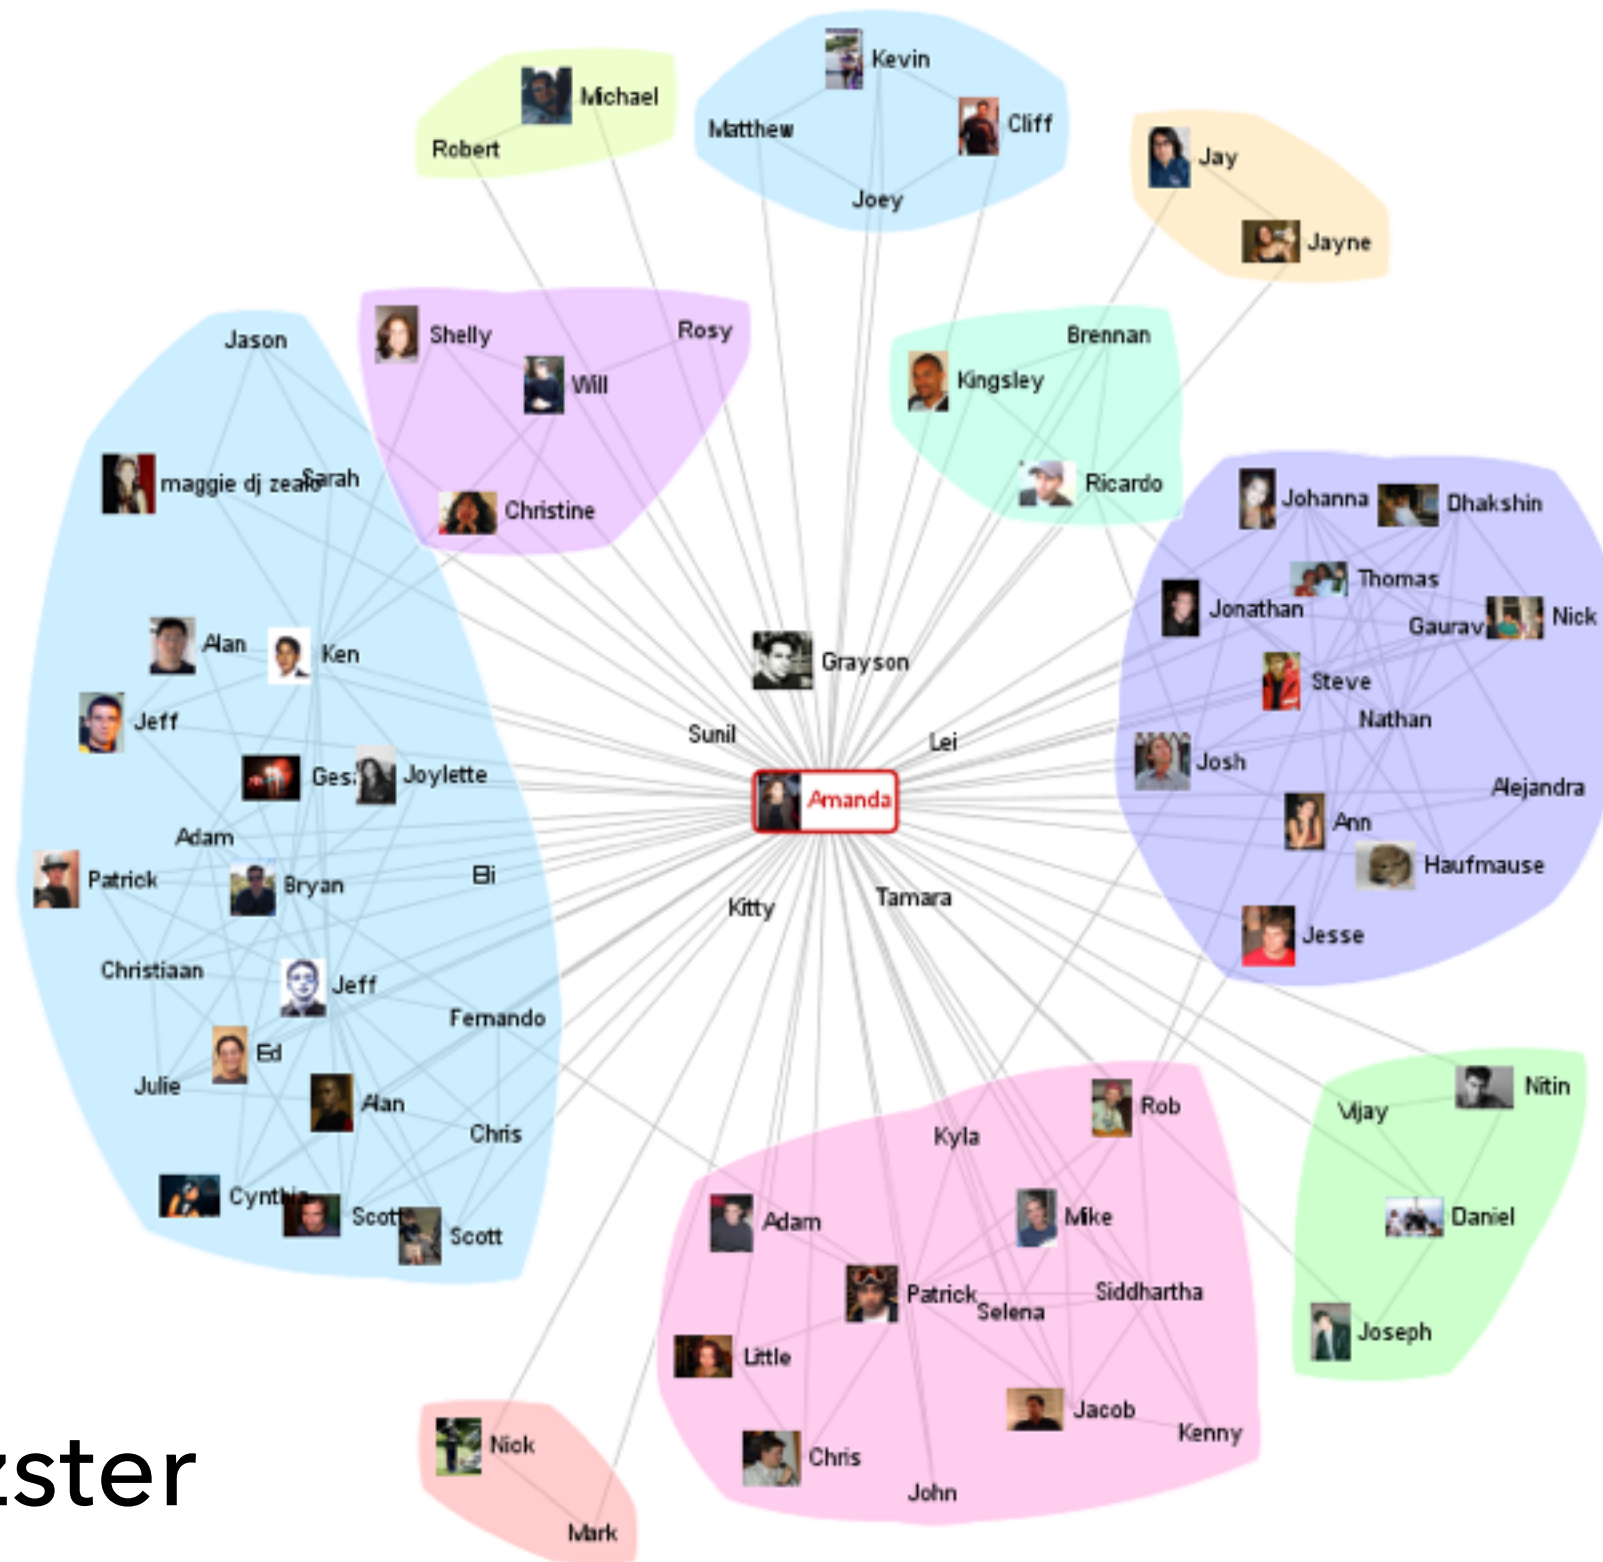 Kevin
Michael
Cliff
Matthew
Robert
Jay
Joey
Jayne
Rosy
Shelly
Brennan
Jason
Kingsley
Will
Sarah
maggie dj zealo
Ricardo
Johanna
Dhakshin
Christine
Thomas
Jonathan
Nick
Gaurav
Alan
Ken
Grayson
Steve
Jeff
Nathan
Sunil
Lei
Josh
Joylette
Alejandra
Amanda
Ann
Adam
Haufmause
Patrick
Bryan
Tamara
Kitty
Jesse
Christiaan
Jeff
Fernando
Ed
Julie
Nitin
Alan
Rob
Vijay
Chris
Kyla
Cynthia
Scott
Mike
Daniel
Adam
Scott
Siddhartha
Patrick
Selena
Joseph
Little
Jacob
Kenny
Nick
Chris
zster
John
Mark